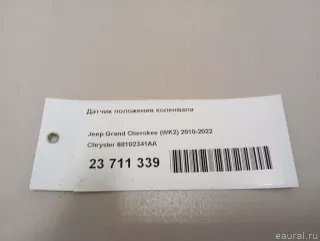 Датчик положения коленвала
Jeep Grand Cherokee (WK2) 2010-2022
Chrysler 68102341AA
23 711 339
eaural.ru